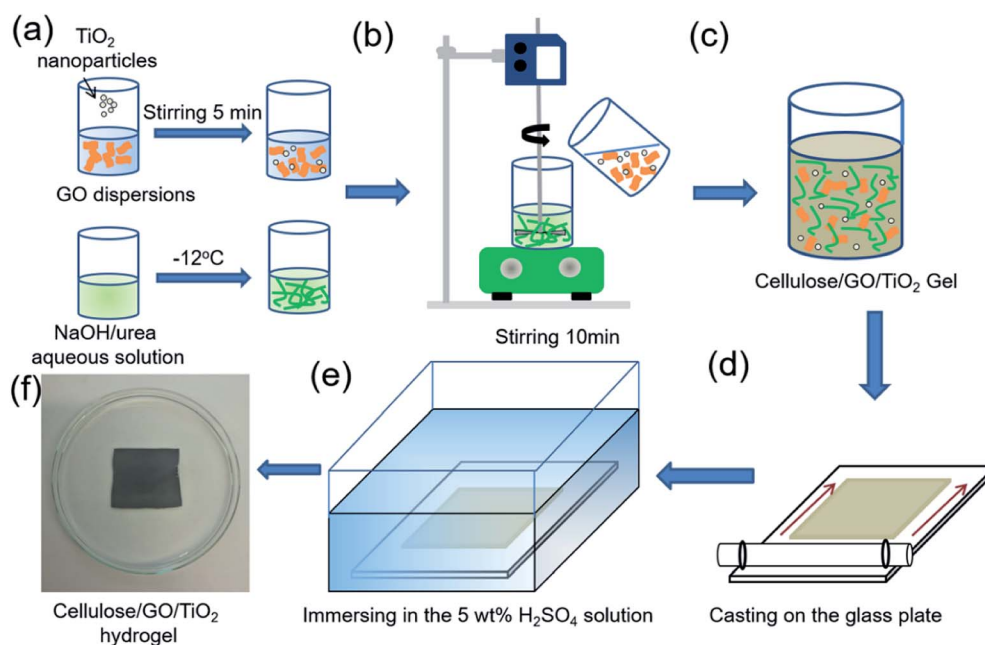 (a)
TiO₂
nanoparticles
Stirring 5 min
GO dispersions
-12°C
NaOH/urea
aqueous solution
(b)
Stirring 10min
(c)
Cellulose/GO/TiO₂ Gel
(d)
Casting on the glass plate
(e)
Immersing in the 5 wt% H₂SO₄ solution
(f)
Cellulose/GO/TiO₂
hydrogel